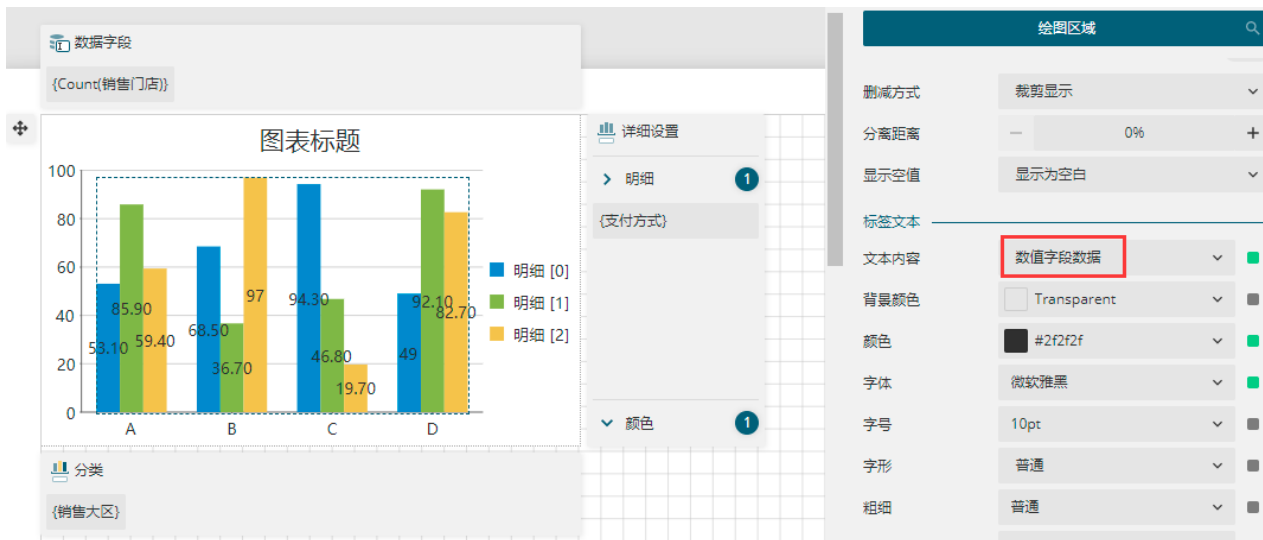 数据字段
{Count(销售门店)}
图表标题
100
80
60
40
20
0
53.10
85.90
59.40
68.50
36.70
97
94.30
46.80
19.70
49
92.10
82.70
A
B
C
D
明细 [0]
明细 [1]
明细 [2]
分类
{销售大区}
详细设置
明细
1
{支付方式}
颜色
1
绘图区域
删减方式
裁剪显示
分离距离
0%
显示空值
显示为空白
标签文本
文本内容
数值字段数据
背景颜色
Transparent
颜色
#2f2f2f
字体
微软雅黑
字号
10pt
字形
普通
粗细
普通